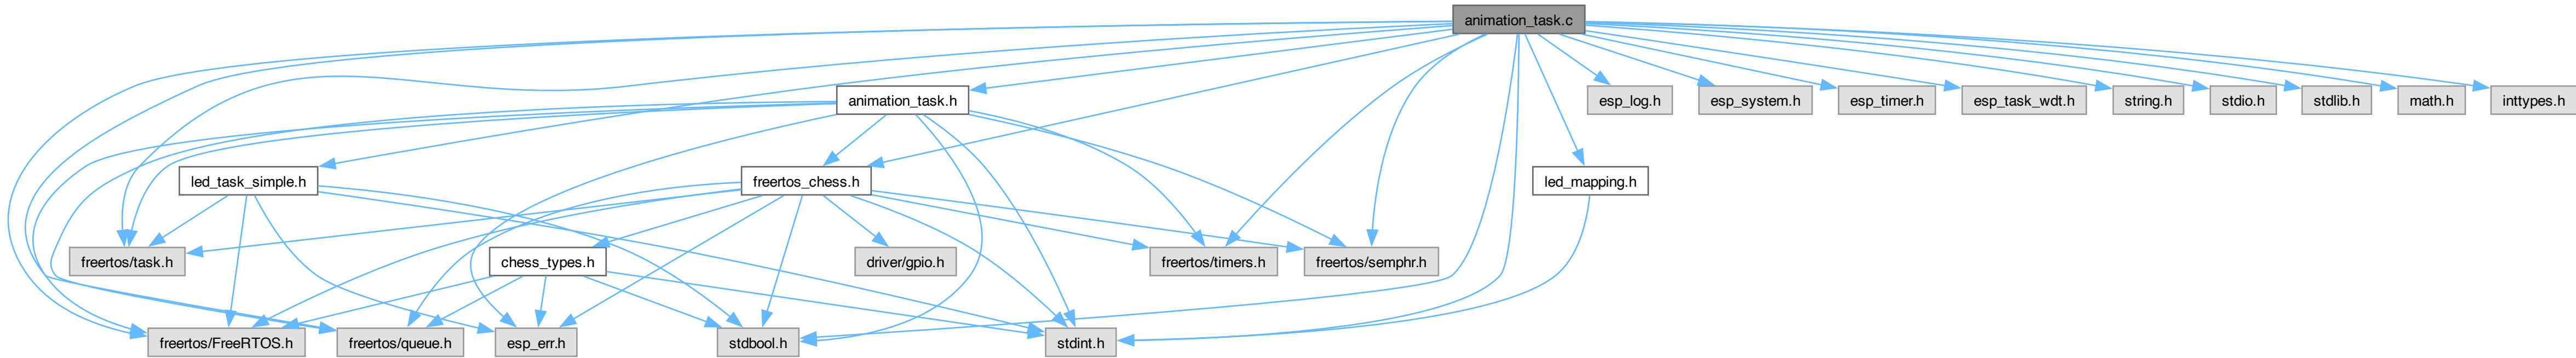 animation_task.c
animation_task.h
esp_log.h
esp_system.h
esp_timer.h
esp_task_wdt.h
string.h
stdio.h
stdlib.h
math.h
inttypes.h
led_task_simple.h
freertos_chess.h
led_mapping.h
freertos/task.h
chess_types.h
driver/gpio.h
freertos/timers.h
freertos/semphr.h
freertos/FreeRTOS.h
freertos/queue.h
esp_err.h
stdbool.h
stdint.h